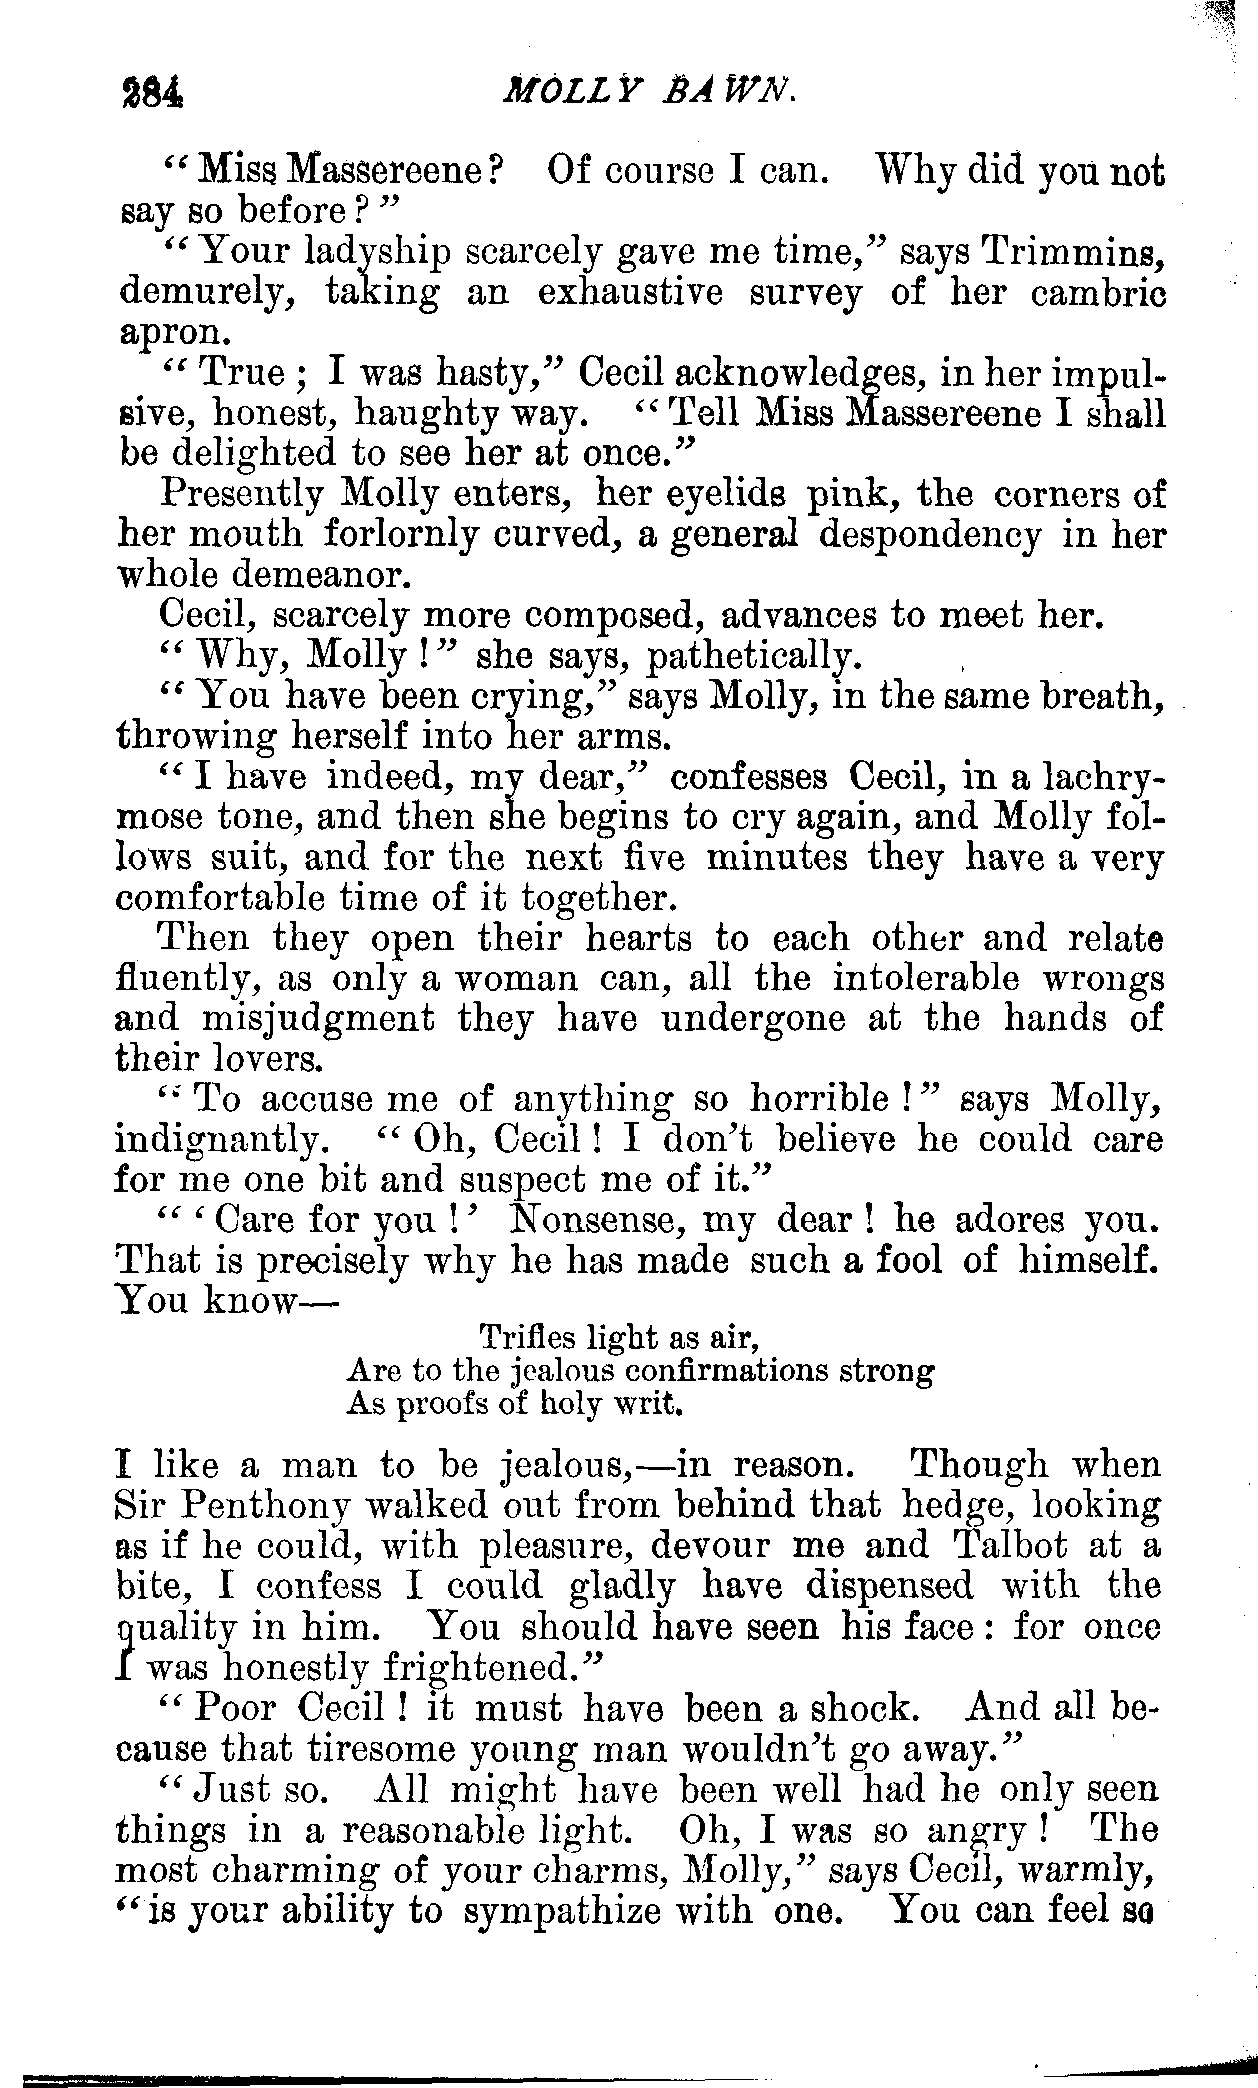 284 MOLLY BAWN.
"Miss Massereene? Of course I can. Why did you not
say so before?"
"Your ladyship scarcely gave me time," says Trimmins,
demurely, taking an exhaustive survey of her cambric
apron.
"True; I was hasty," Cecil acknowledges, in her impul-
sive, honest, haughty way. "Tell Miss Massereene I shall
be delighted to see her at once."
Presently Molly enters, her eyelids pink, the corners of
her mouth forlornly curved, a general despondency in her
whole demeanor.
Cecil, scarcely more composed, advances to meet her.
"Why, Molly!" she says, pathetically.
"You have been crying," says Molly, in the same breath,
throwing herself into her arms.
"I have indeed, my dear," confesses Cecil, in a lachry-
mose tone, and then she begins to cry again, and Molly fol-
lows suit, and for the next five minutes they have a very
comfortable time of it together.
Then they open their hearts to each other and relate
fluently, as only a woman can, all the intolerable wrongs
and misjudgment they have undergone at the hands of
their lovers.
"To accuse me of anything so horrible!" says Molly,
indignantly. "Oh, Cecil! I don't believe he could care
for me one bit and suspect me of it."
"'Care for you!' Nonsense, my dear! he adores you.
That is precisely why he has made such a fool of himself.
You know—
Trifles light as air,
Are to the jealous confirmations strong
As proofs of holy writ.
I like a man to be jealous,—in reason. Though when
Sir Penthony walked out from behind that hedge, looking
as if he could, with pleasure, devour me and Talbot at a
bite, I confess I could gladly have dispensed with the
quality in him. You should have seen his face: for once
I was honestly frightened."
"Poor Cecil! it must have been a shock. And all be-
cause that tiresome young man wouldn't go away."
"Just so. All might have been well had he only seen
things in a reasonable light. Oh, I was so angry! The
most charming of your charms, Molly," says Cecil, warmly,
"is your ability to sympathize with one. You can feel so